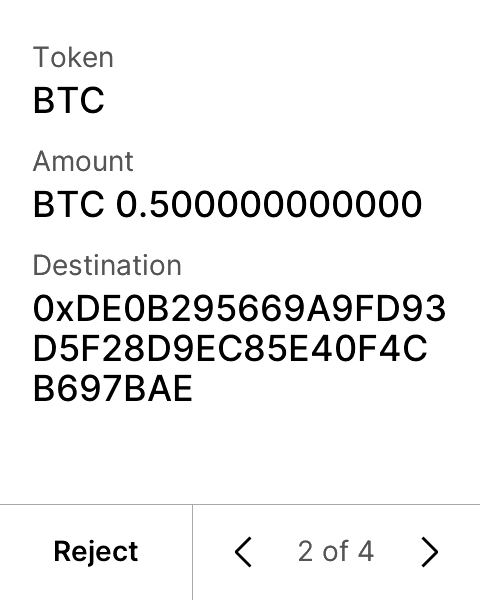 Token
BTC
Amount
BTC 0.500000000000
Destination
0xDE0B295669A9FD93
D5F28D9EC85E40F4C
B697BAE
Reject
2 of 4